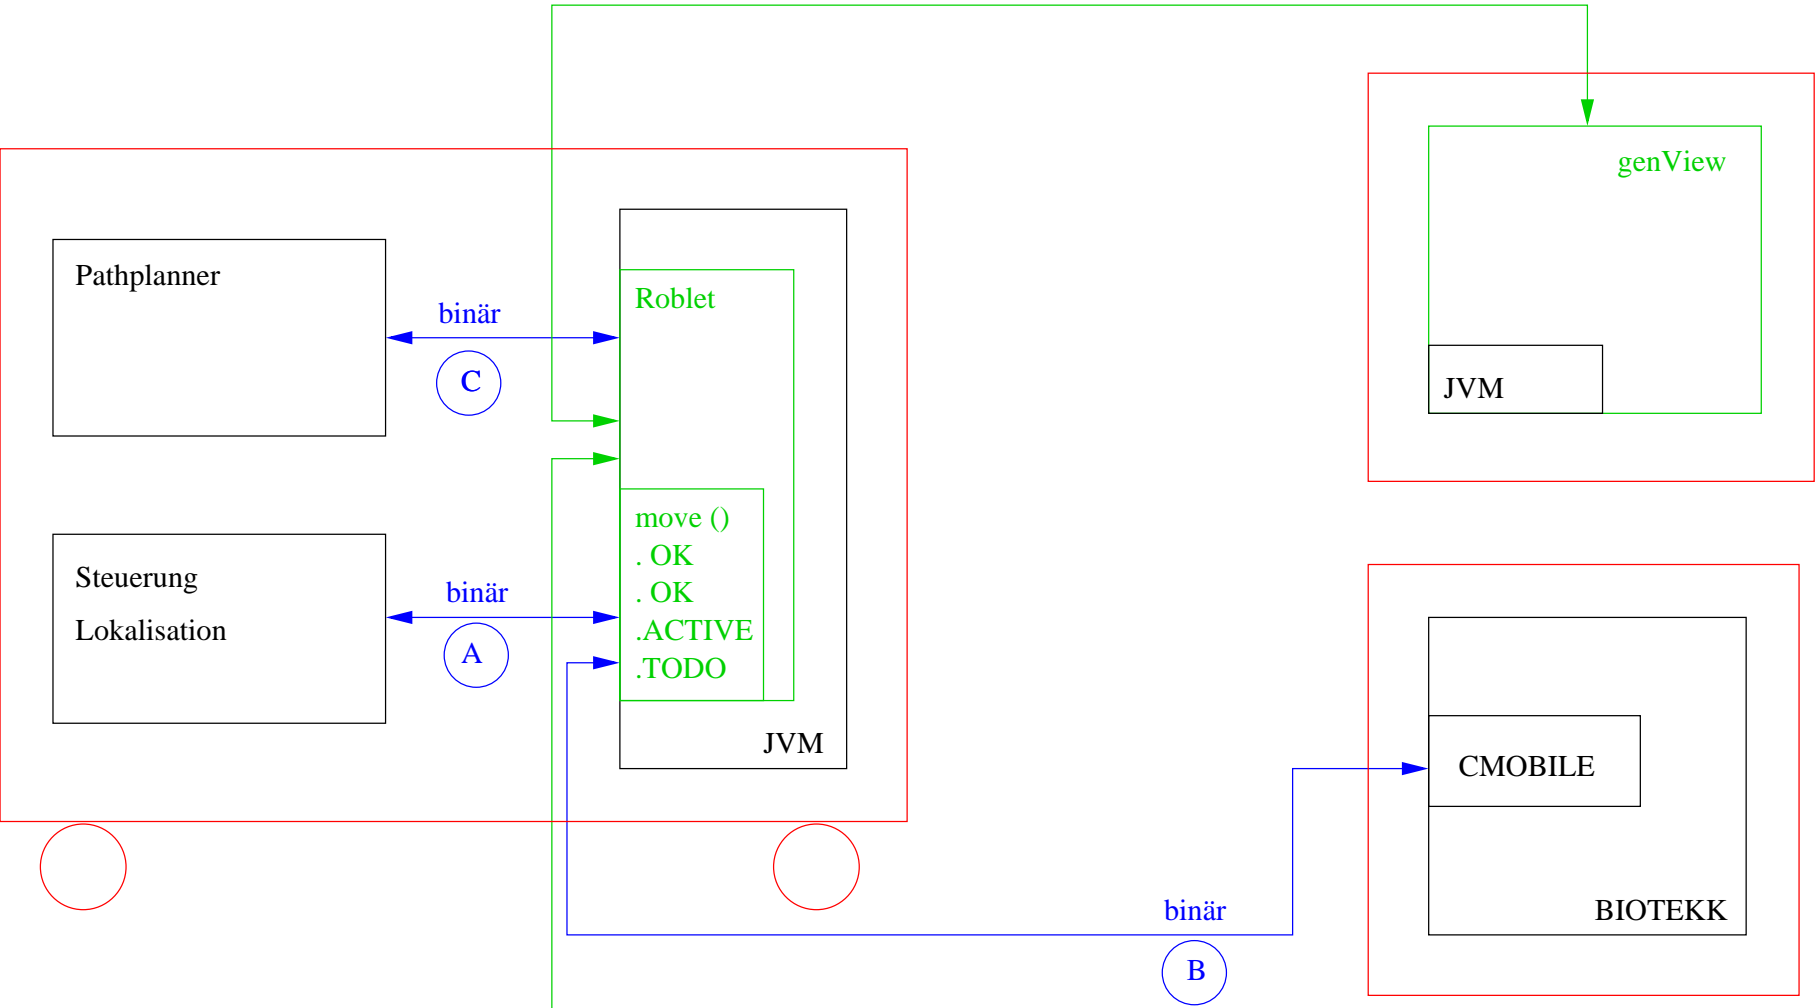 genView
Pathplanner
Roblet
binär
C
JVM
move ()
. OK
. OK
.ACTIVE
.TODO
Steuerung
Lokalisation
binär
A
JVM
CMOBILE
BIOTEKK
binär
B